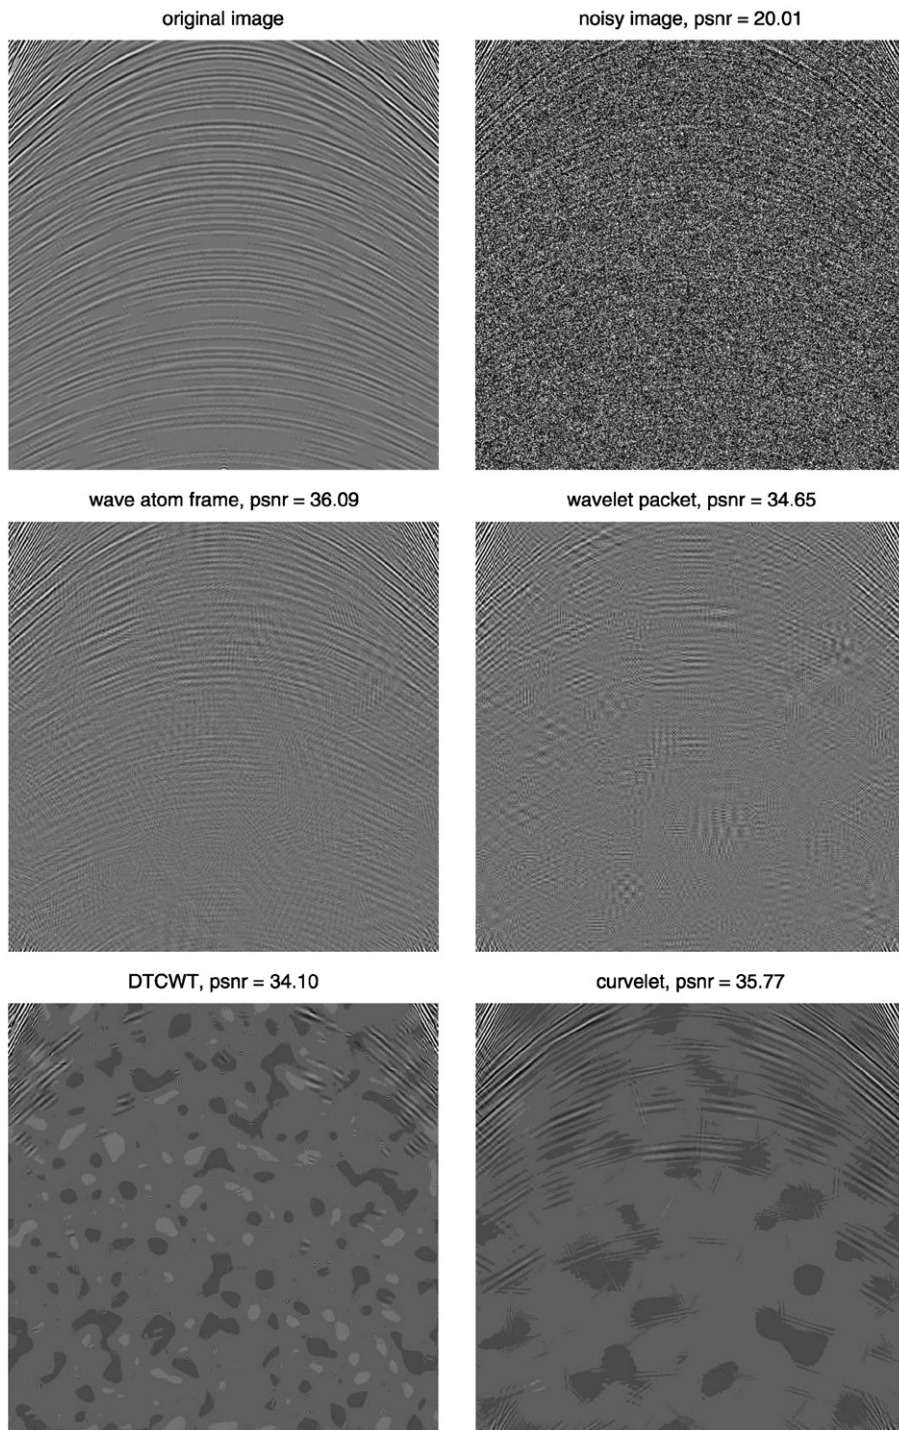 original image
noisy image, psnr = 20.01
wave atom frame, psnr = 36.09
wavelet packet, psnr = 34.65
DTCWT, psnr = 34.10
curvelet, psnr = 35.77